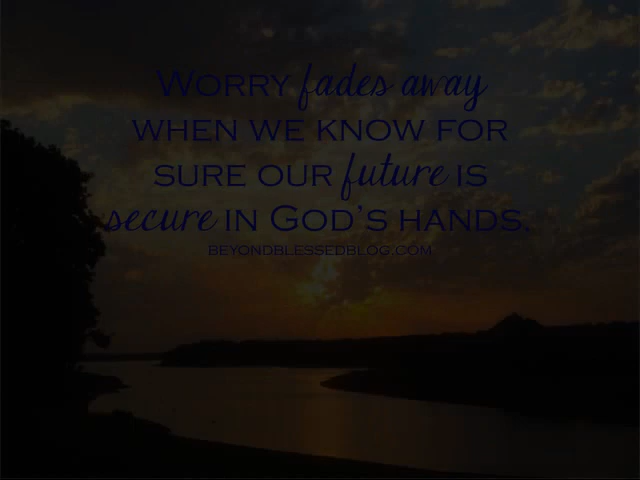 Worry fades away
when we know for
sure our future is
secure in God's hands.
beyondblessedblog.com